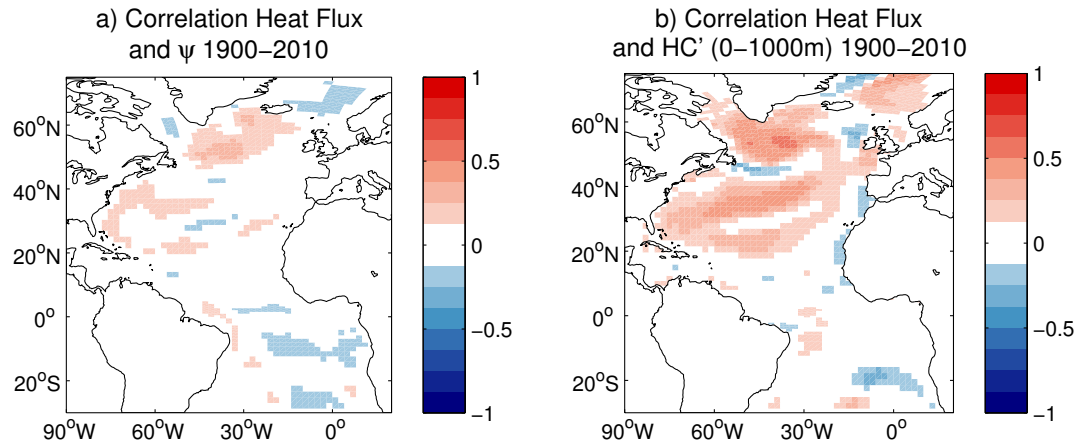 a) Correlation Heat Flux
and ψ 1900−2010
1
0.5
0
−0.5
−1
60°N
40°N
20°N
0°
20°S
90°W
60°W
30°W
0°
b) Correlation Heat Flux
and HC' (0−1000m) 1900−2010
1
0.5
0
−0.5
−1
60°N
40°N
20°N
0°
20°S
90°W
60°W
30°W
0°